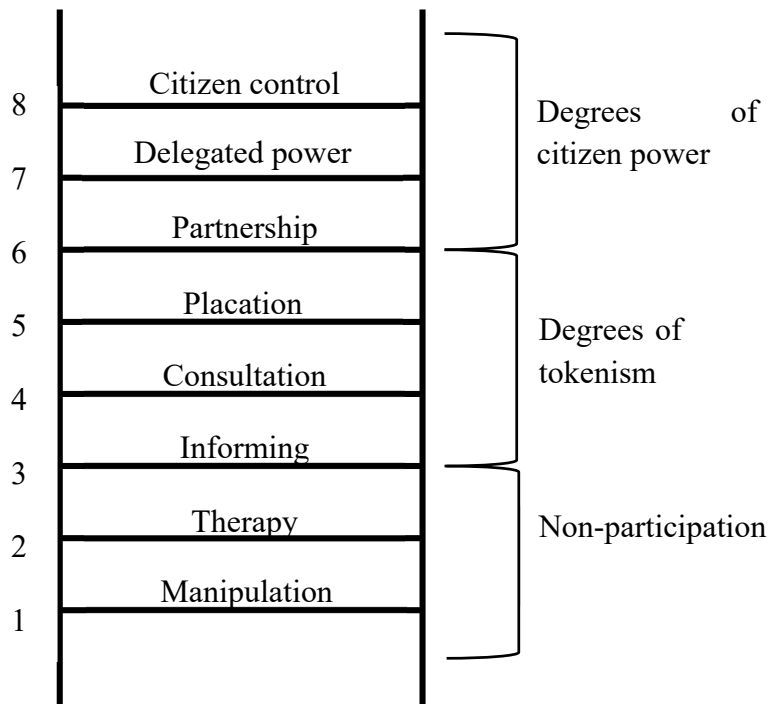 Citizen control
8
Degrees of
citizen power
Delegated power
7
Partnership
6
Placation
5
Degrees of
tokenism
Consultation
4
Informing
3
Therapy
2
Non-participation
Manipulation
1